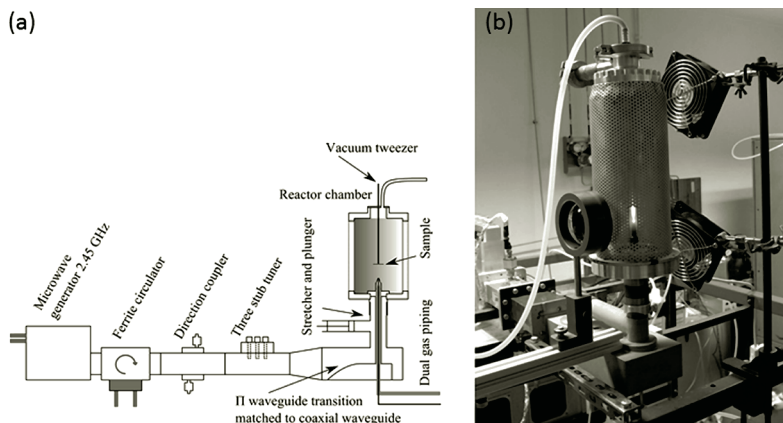 (a)
(b)
Vacuum tweezer
Reactor chamber
Sample
Stretcher and plunger
Dual gas piping
Microwave
generator 2.45 GHz
Ferrite circulator
Direction coupler
Three stub tuner
Π waveguide transition
matched to coaxial waveguide